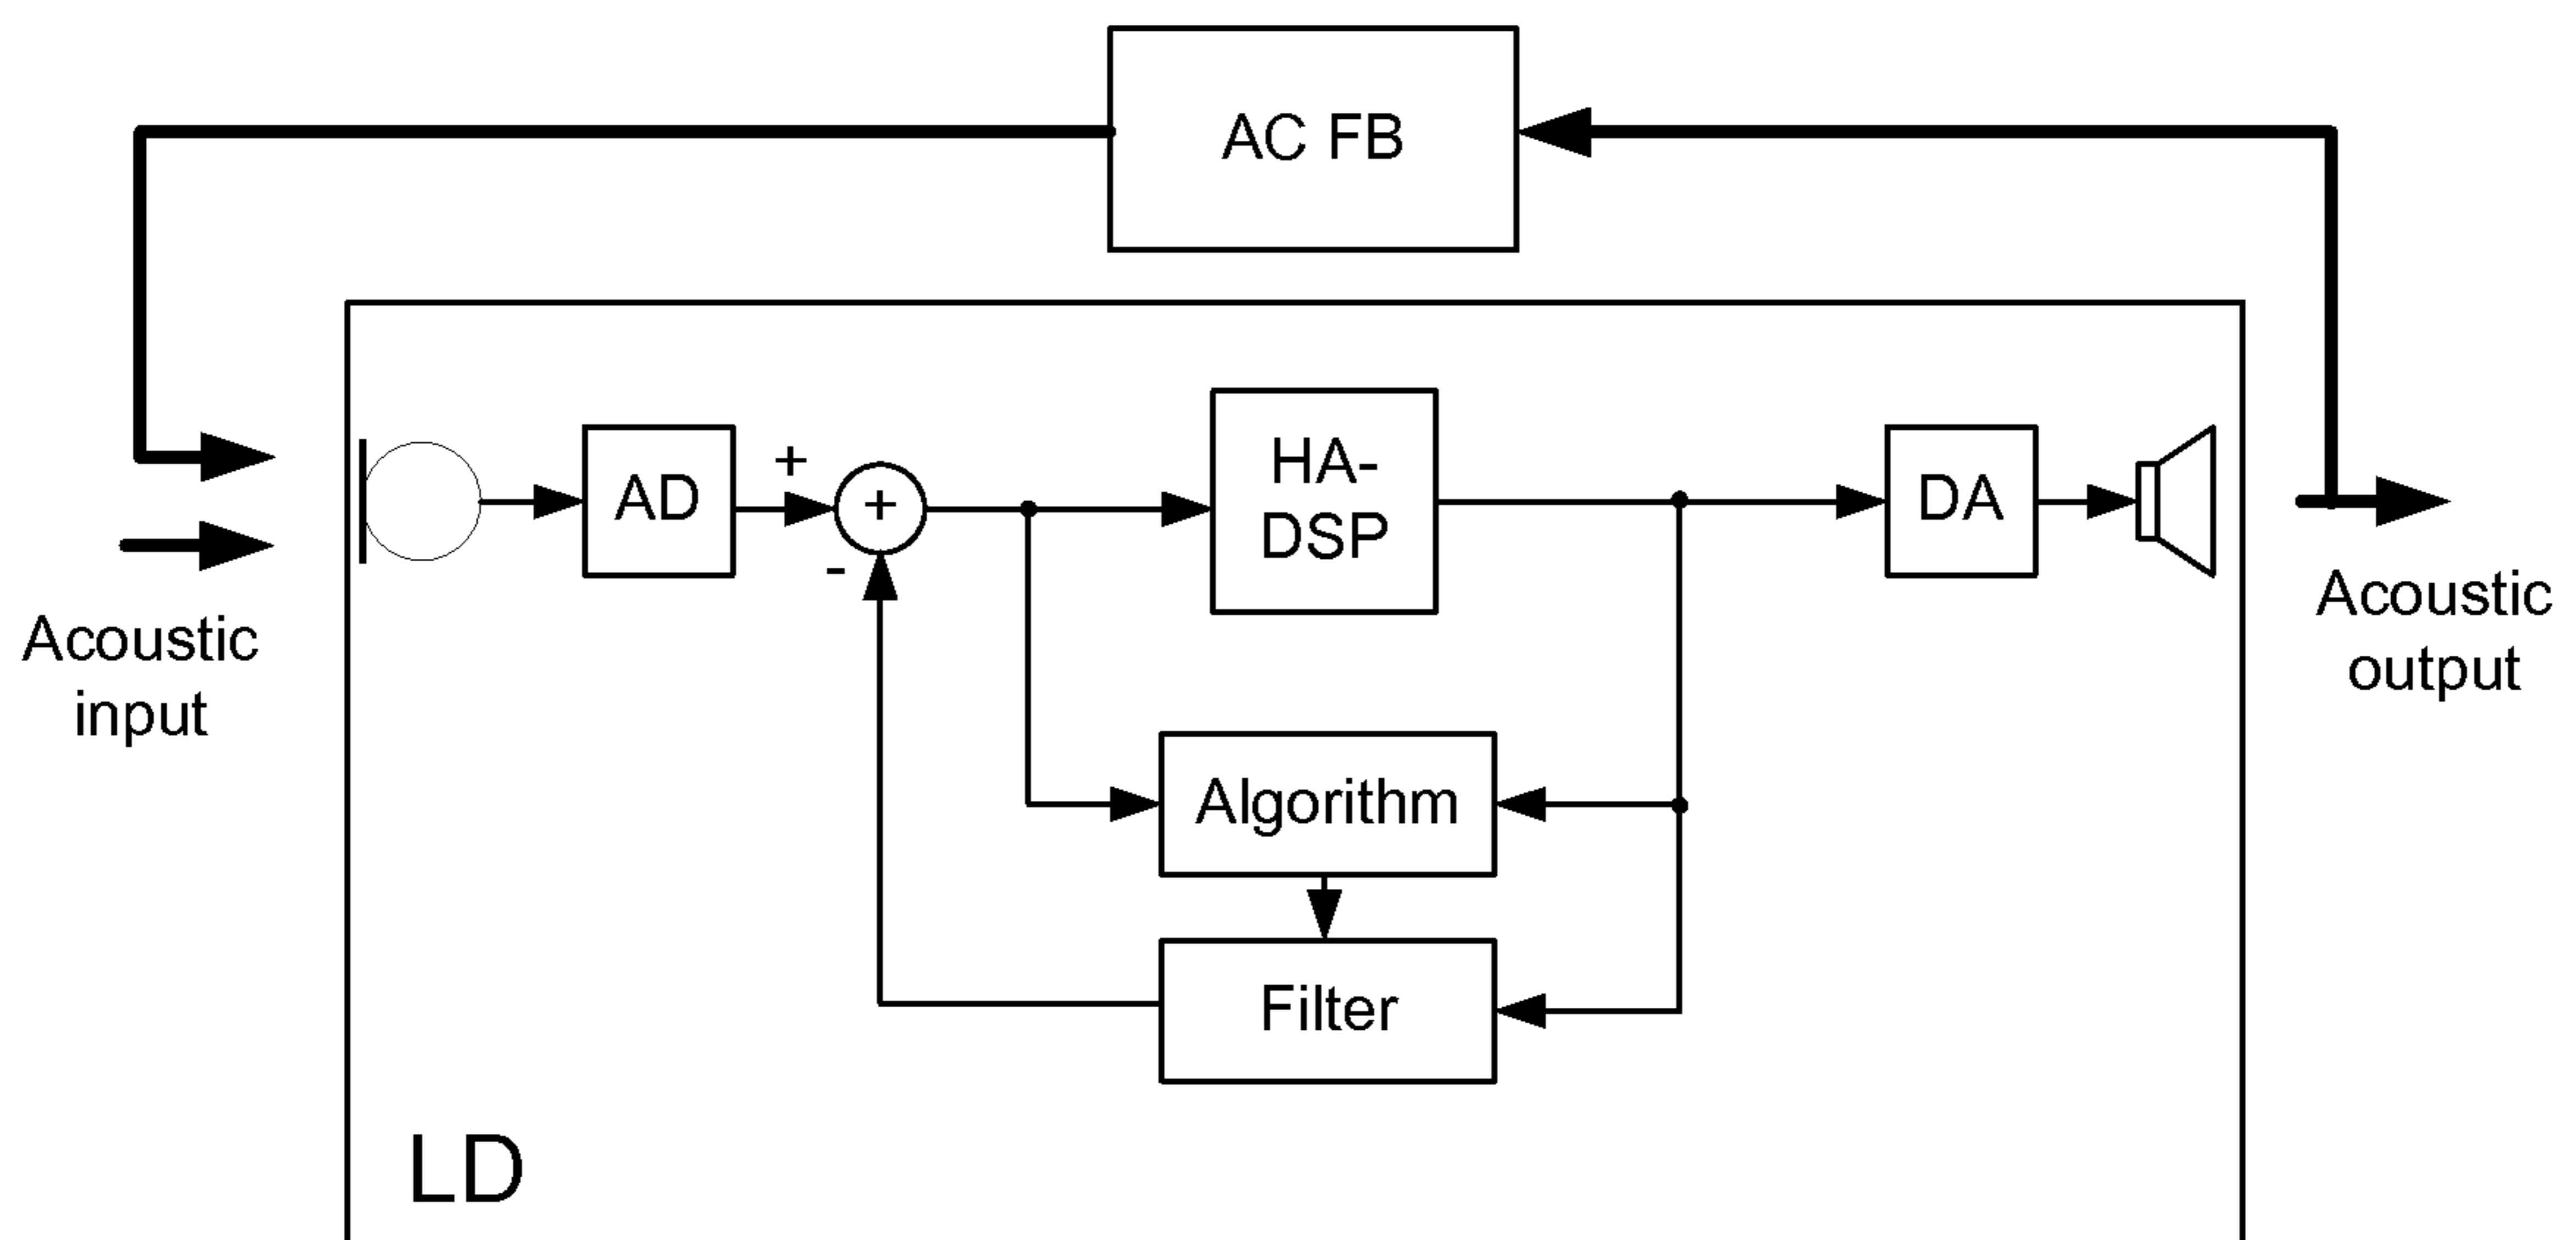 AC FB
HA-
DSP
AD
+
+
-
DA
Acoustic
input
Acoustic
output
Algorithm
Filter
LD